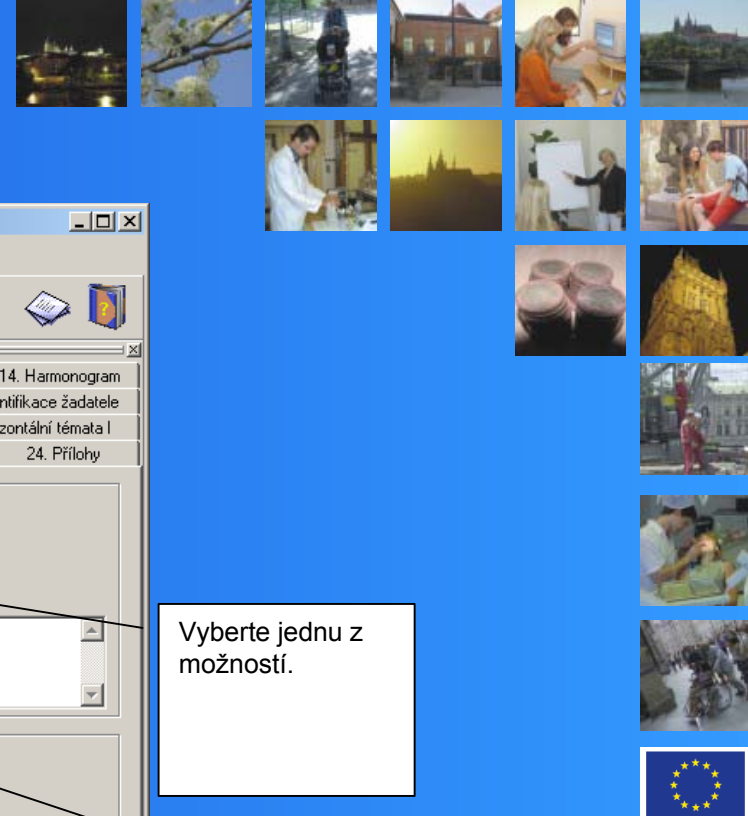 14. Harmonogram
ntifikace žadatele
zontální témata I
24. Přílohy
Vyberte jednu z
možností.